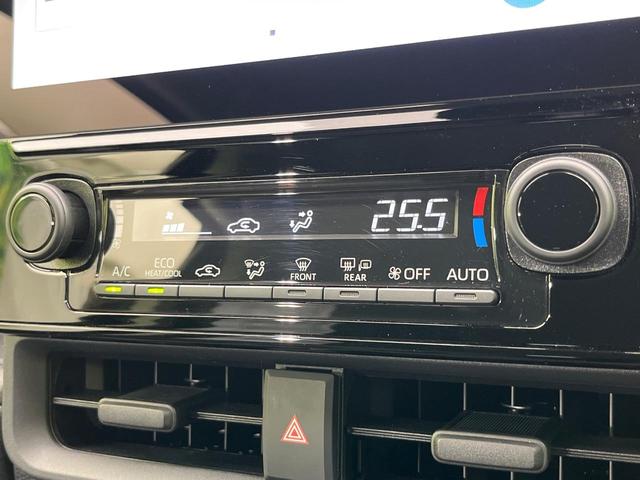 25.5
A/C
ECO
HEAT/COOL
FRONT
REAR
OFF
AUTO